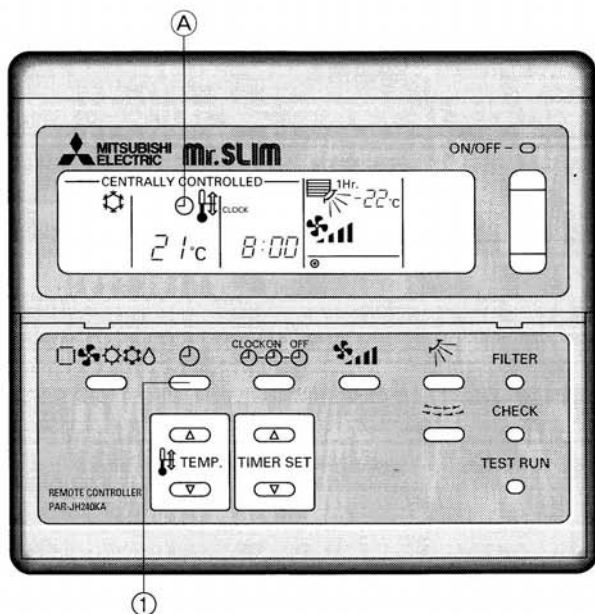 A
MITSUBISHI
ELECTRIC
Mr.SLIM
ON/OFF
CENTRALLY CONTROLLED
1Hr.
CLOCK
-22°C
21°C
8:00
CLOCK ON OFF
FILTER
CHECK
TEMP.
TIMER SET
TEST RUN
REMOTE CONTROLLER
PAR-JH240KA
1